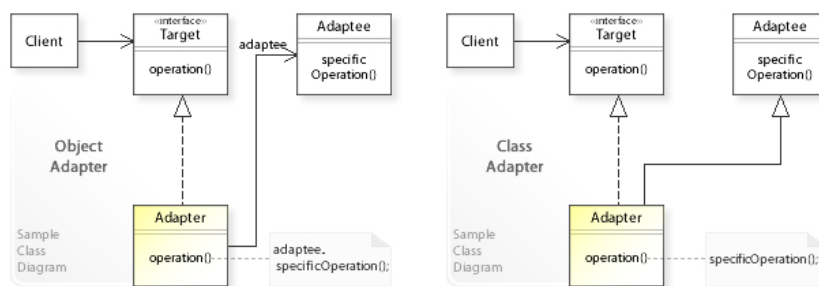 Client
«interface»
Target
operation()
adaptee
Adaptee
specific
Operation()
Object
Adapter
Adapter
operation()
adaptee.
specificOperation();
Sample
Class
Diagram
Client
«interface»
Target
operation()
Adaptee
specific
Operation()
Class
Adapter
Adapter
operation()
specificOperation();
Sample
Class
Diagram